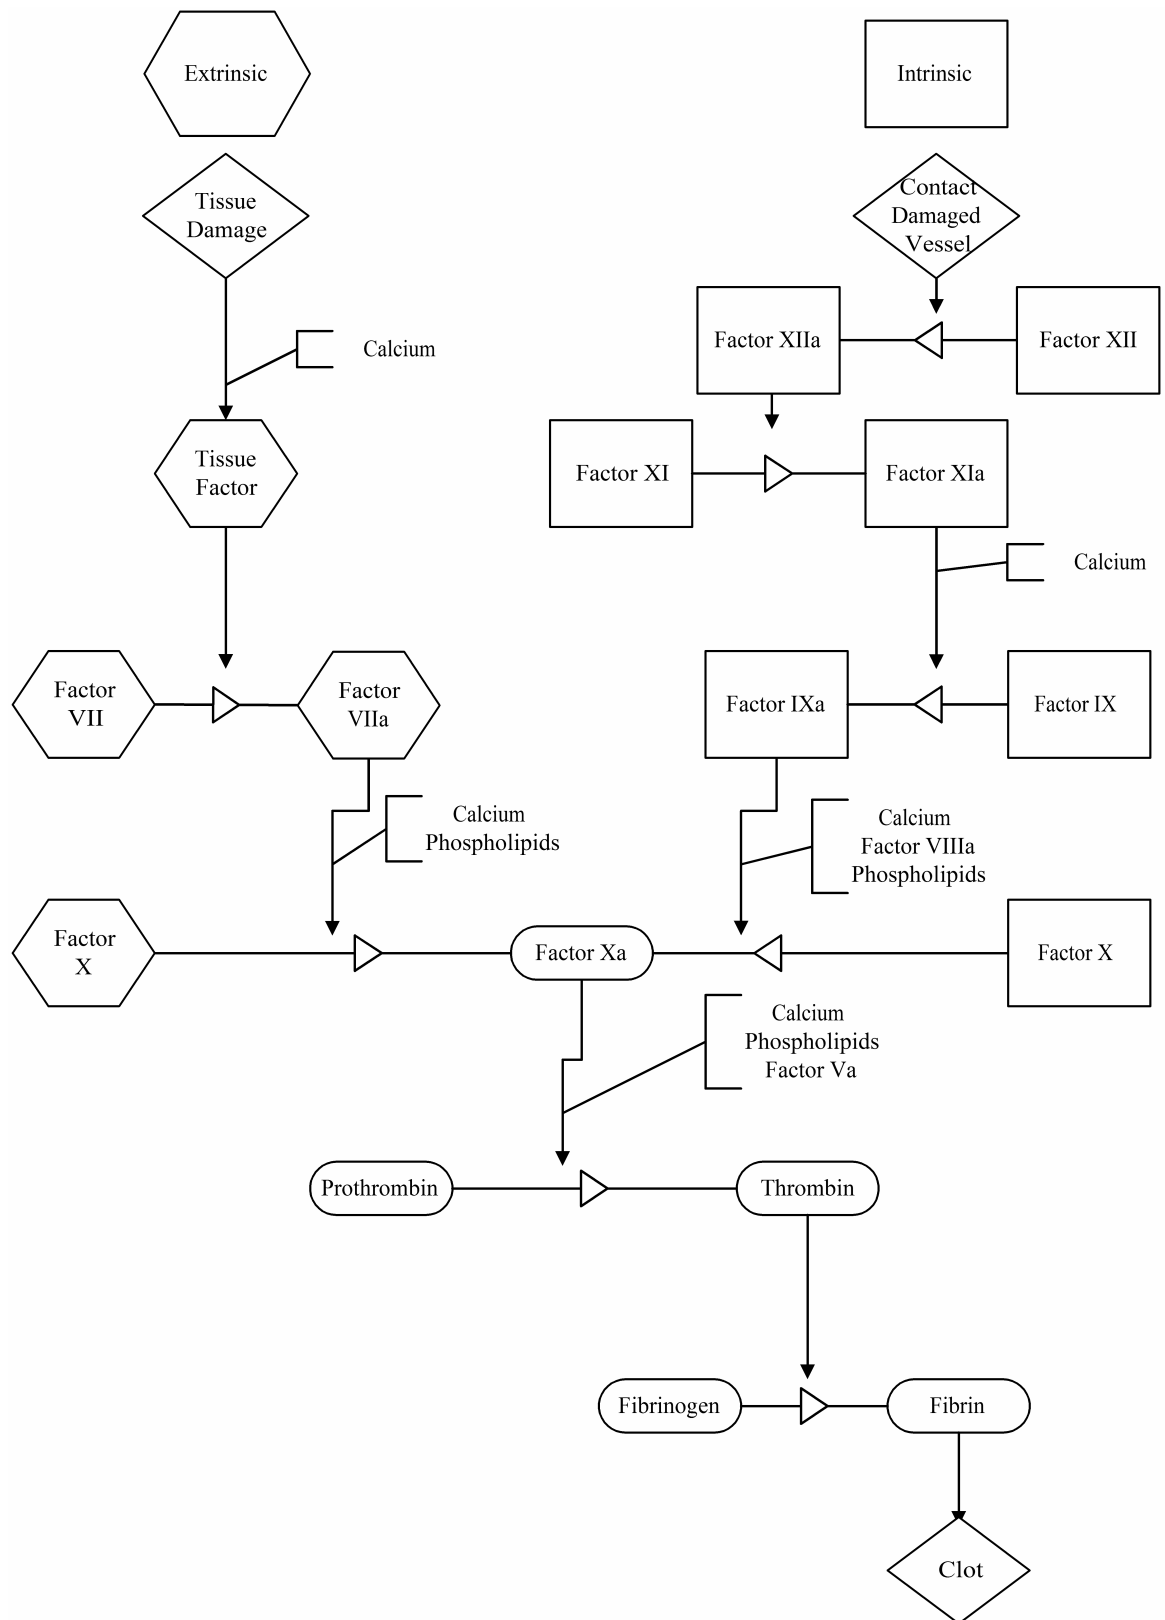 Extrinsic
Intrinsic
Tissue
Damage
Contact
Damaged
Vessel
Calcium
Factor XIIa
Factor XII
Tissue
Factor
Factor XI
Factor XIa
Calcium
Factor
VII
Factor
VIIa
Factor IXa
Factor IX
Calcium
Phospholipids
Calcium
Factor VIIIa
Phospholipids
Factor
X
Factor Xa
Factor X
Calcium
Phospholipids
Factor Va
Prothrombin
Thrombin
Fibrinogen
Fibrin
Clot